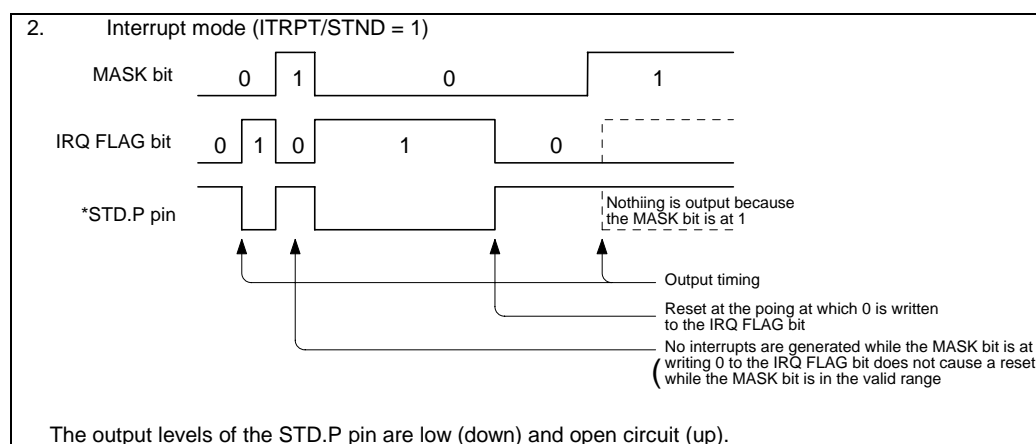 2. Interrupt mode (ITRPT/STND = 1)
MASK bit 0 1 0 1
IRQ FLAG bit 0 1 0 1 0
*STD.P pin
Nothiing is output because
the MASK bit is at 1
Output timing
Reset at the poing at which 0 is written
to the IRQ FLAG bit
No interrupts are generated while the MASK bit is at
( writing 0 to the IRQ FLAG bit does not cause a reset
while the MASK bit is in the valid range
The output levels of the STD.P pin are low (down) and open circuit (up).